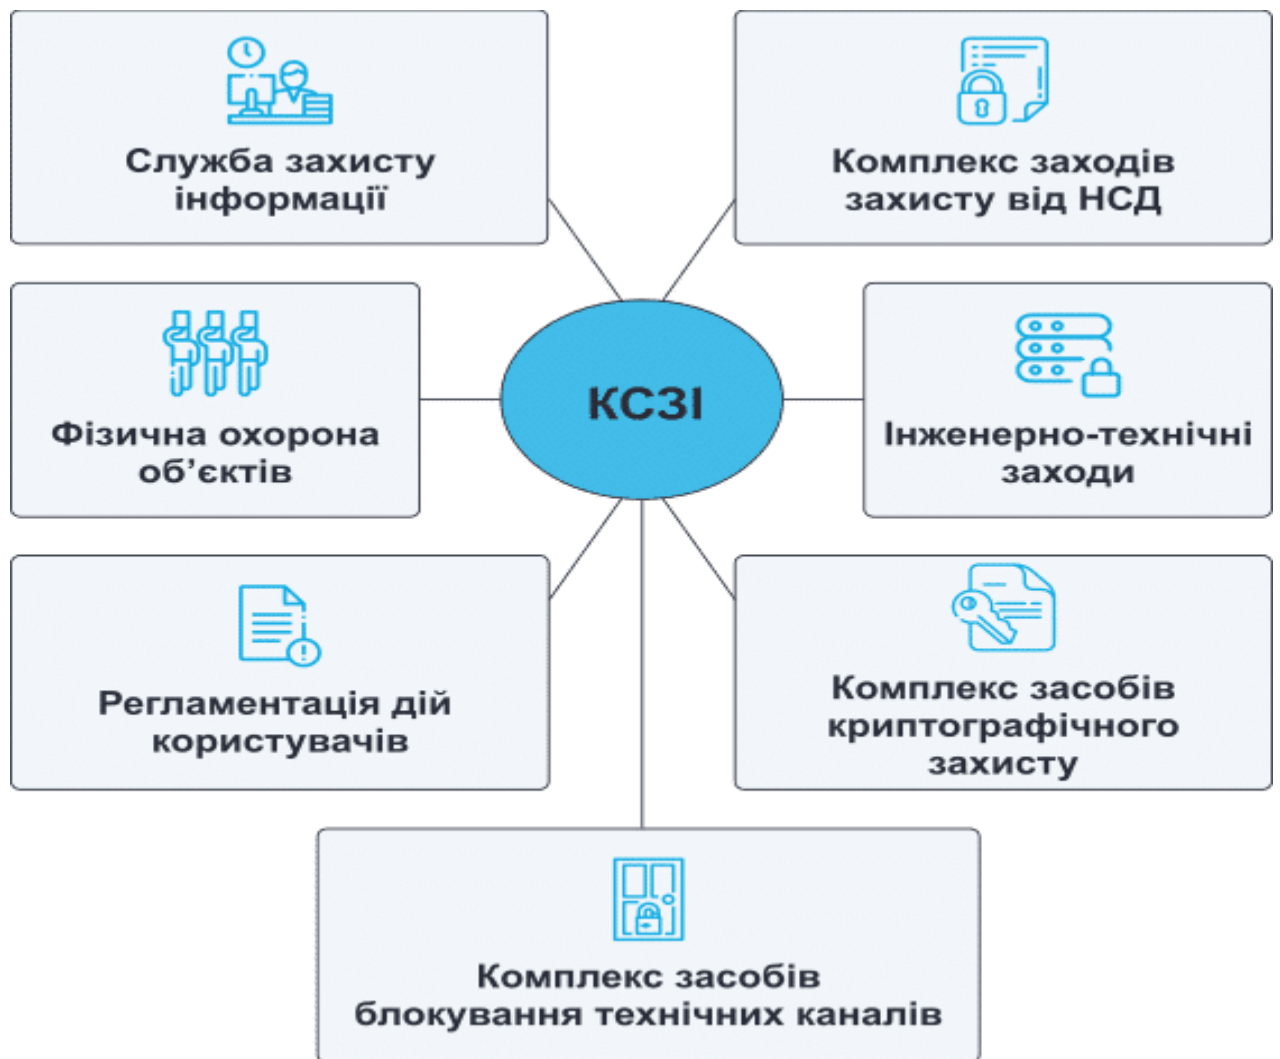 Служба захисту
інформації
Комплекс заходів
захисту від НСД
Фізична охорона
об’єктів
КСЗІ
Інженерно-технічні
заходи
Регламентація дій
користувачів
Комплекс засобів
криптографічного
захисту
Комплекс засобів
блокування технічних каналів